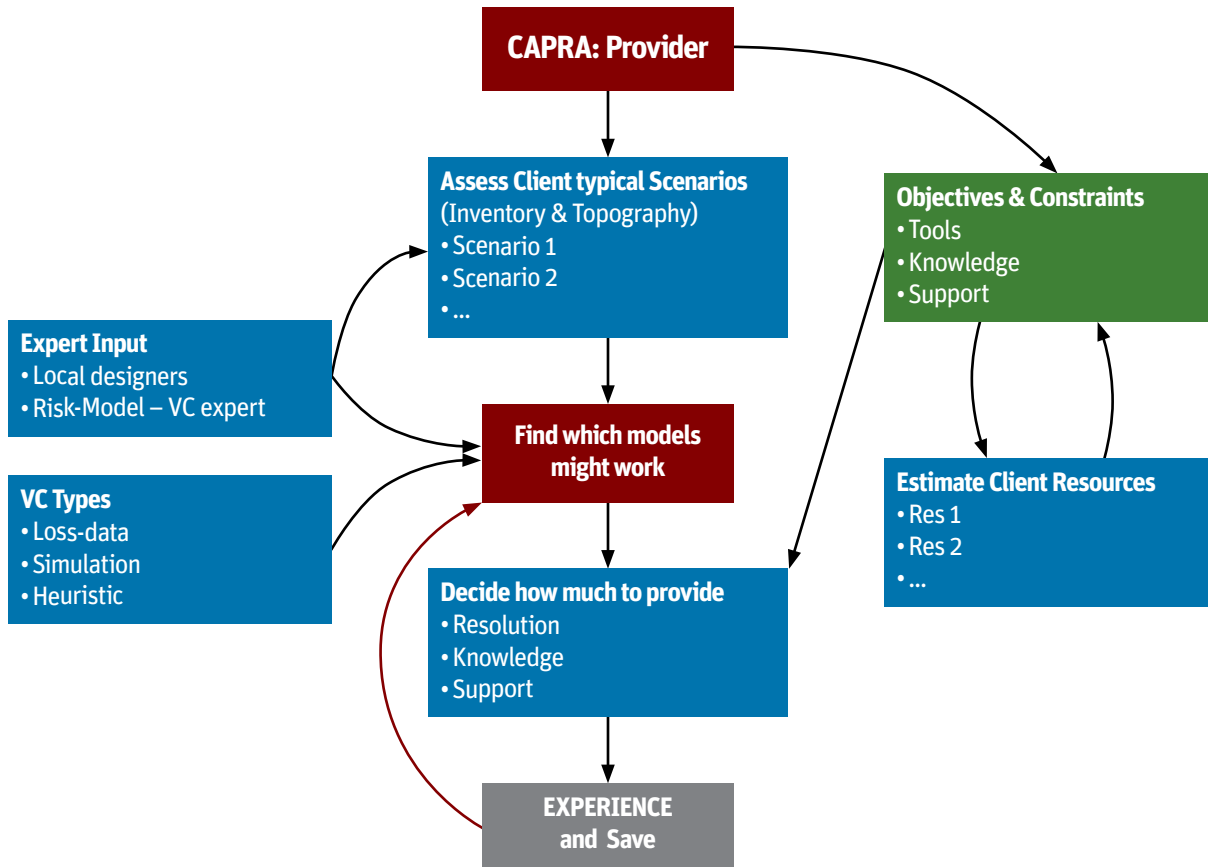 CAPRA: Provider
Assess Client typical Scenarios
(Inventory & Topography)
• Scenario 1
• Scenario 2
• ...
Objectives & Constraints
• Tools
• Knowledge
• Support
Expert Input
• Local designers
• Risk-Model – VC expert
Find which models
might work
VC Types
• Loss-data
• Simulation
• Heuristic
Estimate Client Resources
• Res 1
• Res 2
• ...
Decide how much to provide
• Resolution
• Knowledge
• Support
EXPERIENCE
and Save